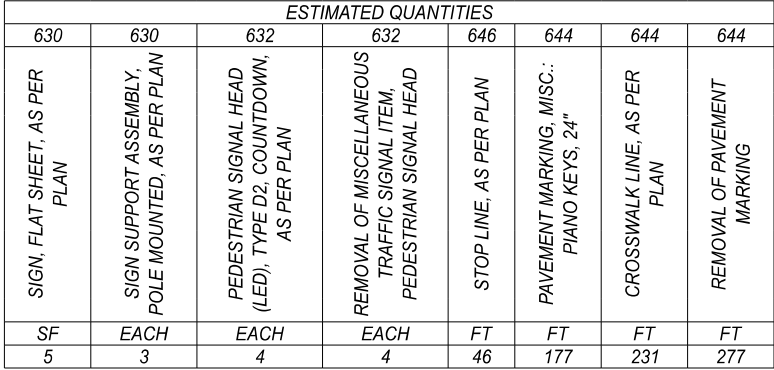 ESTIMATED QUANTITIES
630 630 632 632 646 644 644 644
SIGN, FLAT SHEET, AS PER
PLAN
SIGN SUPPORT ASSEMBLY,
POLE MOUNTED, AS PER PLAN
PEDESTRIAN SIGNAL HEAD
(LED), TYPE D2, COUNTDOWN,
AS PER PLAN
REMOVAL OF MISCELLANEOUS
TRAFFIC SIGNAL ITEM,
PEDESTRIAN SIGNAL HEAD
STOP LINE, AS PER PLAN
PAVEMENT MARKING, MISC.:
PIANO KEYS, 24"
CROSSWALK LINE, AS PER
PLAN
REMOVAL OF PAVEMENT
MARKING
SF EACH EACH EACH FT FT FT FT
5 3 4 4 46 177 231 277